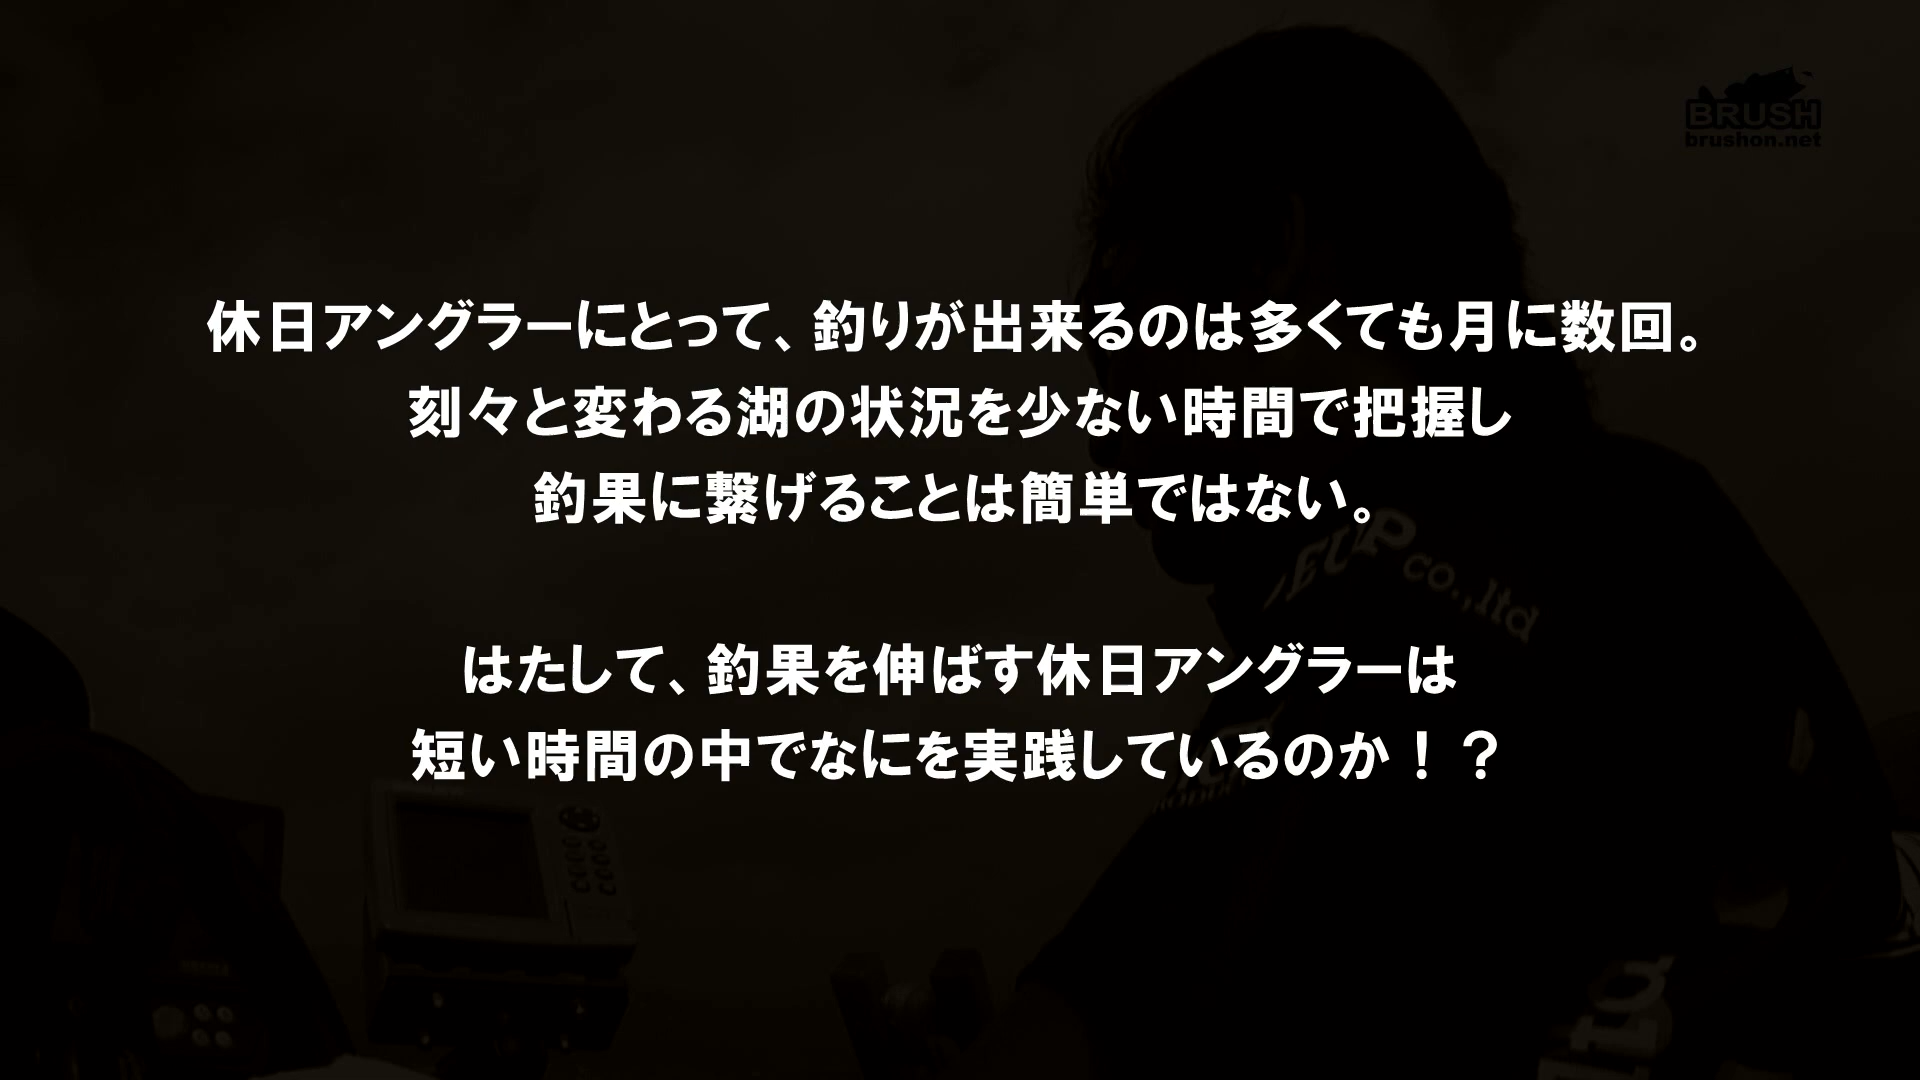 BRUSH
brushon.net
休日アングラーにとって、釣りが出来るのは多くても月に数回。
刻々と変わる湖の状況を少ない時間で把握し
釣果に繋げることは簡単ではない。
co.,ltd
はたして、釣果を伸ばす休日アングラーは
短い時間の中でなにを実践しているのか！？